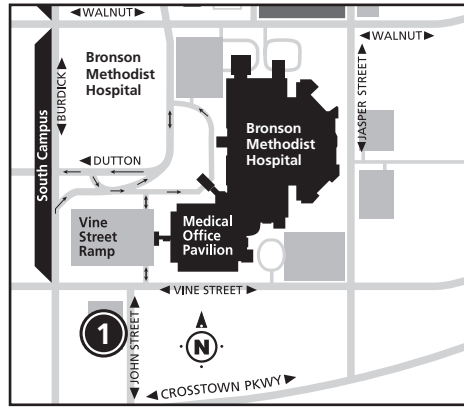 WALNUT
WALNUT
Bronson
Methodist
Hospital
BURDICK
JASPER STREET
South Campus
Bronson
Methodist
Hospital
DUTTON
Vine
Street
Ramp
Medical
Office
Pavilion
VINE STREET
1
JOHN STREET
N
CROSSTOWN PKWY